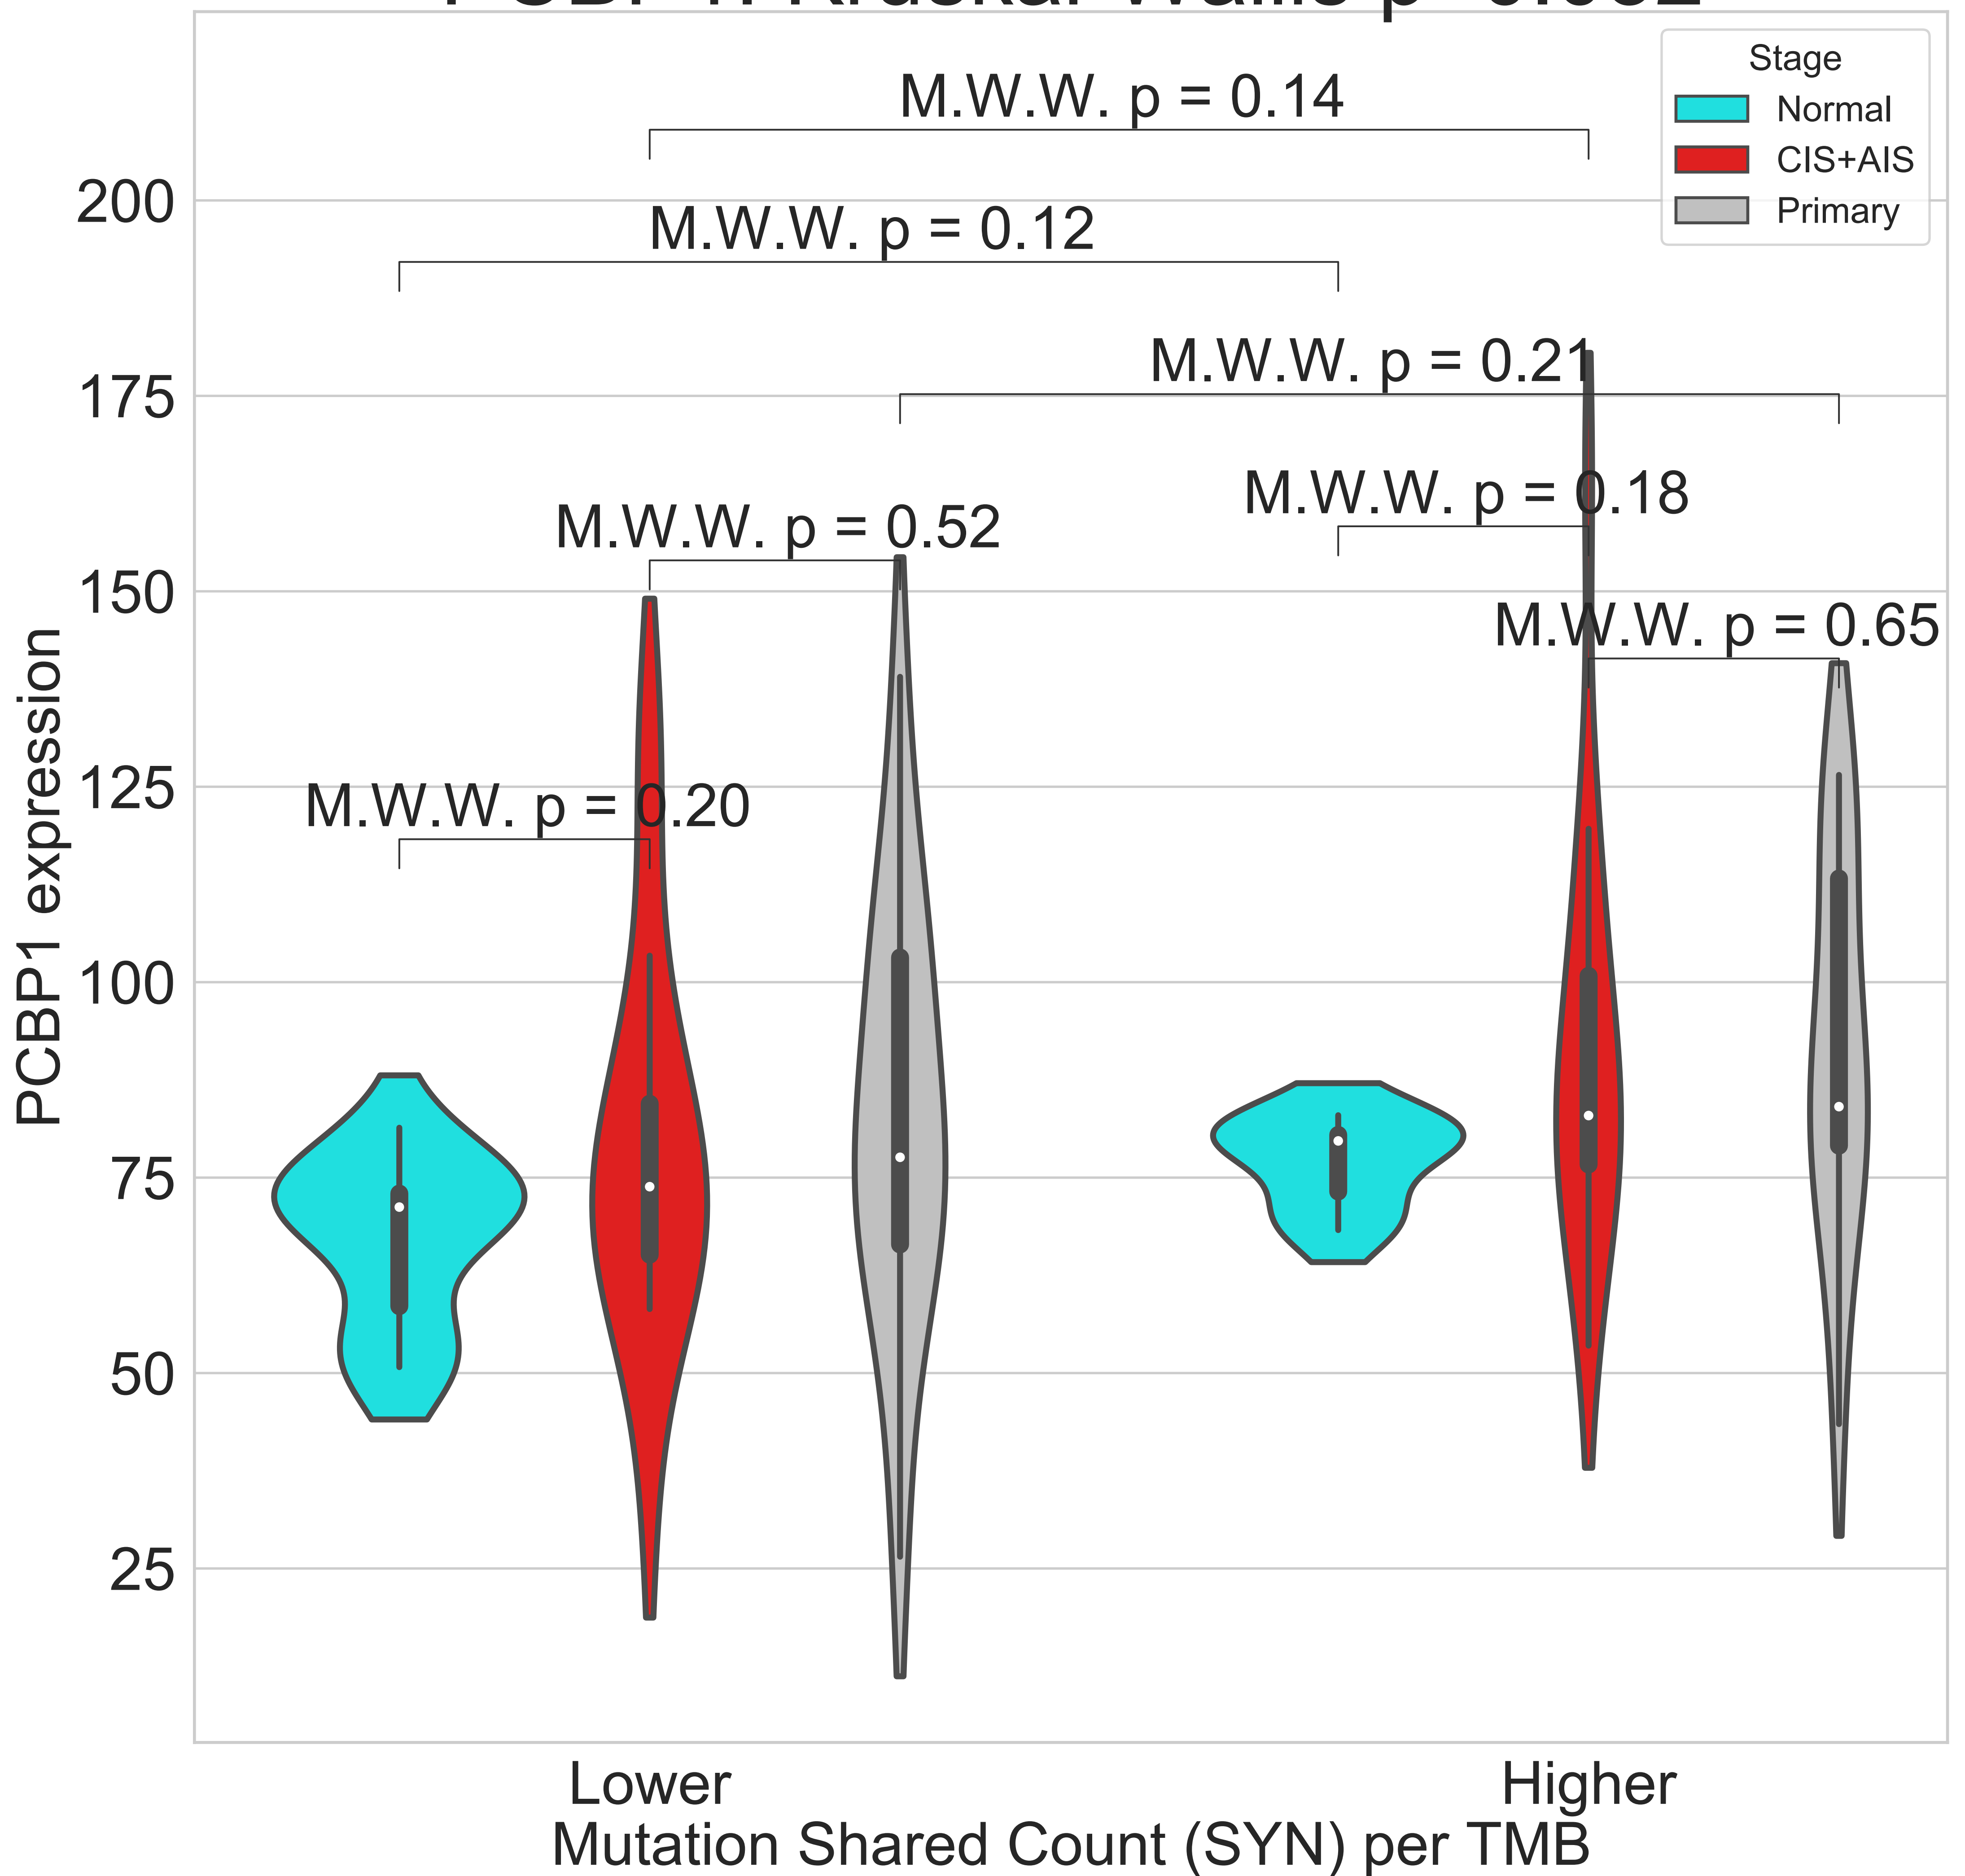 M.W.W. p = 0.14
Stage
Normal
CIS+AIS
Primary
M.W.W. p = 0.12
M.W.W. p = 0.21
M.W.W. p = 0.18
M.W.W. p = 0.52
M.W.W. p = 0.65
M.W.W. p = 0.20
PCBP1 expression
200
175
150
125
100
75
50
25
Lower
Higher
Mutation Shared Count (SYN) per TMB